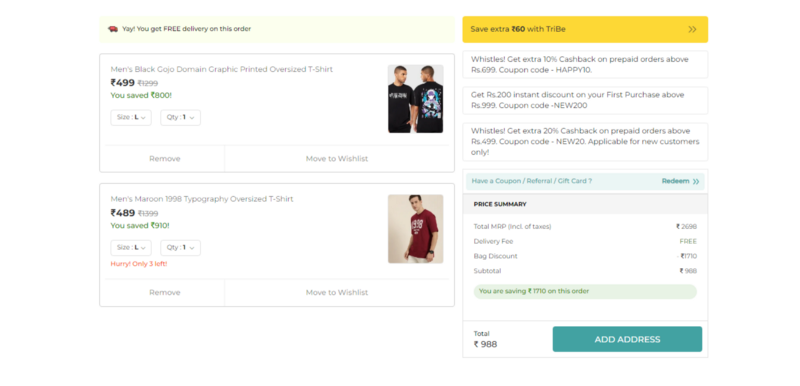 Yay! You get FREE delivery on this order
Men's Black Gojo Domain Graphic Printed Oversized T-Shirt
₹499 ₹1299
You saved ₹800!
Size : L
Qty : 1
Remove
Move to Wishlist
Men's Maroon 1998 Typography Oversized T-Shirt
₹489 ₹1399
You saved ₹910!
Size : L
Qty : 1
Hurry! Only 3 left!
Remove
Move to Wishlist
1998
Save extra ₹60 with TriBe
Whistles! Get extra 10% Cashback on prepaid orders above
Rs.699. Coupon code - HAPPY10.
Get Rs.200 instant discount on your First Purchase above
Rs.999. Coupon code -NEW200
Whistles! Get extra 20% Cashback on prepaid orders above
Rs.499. Coupon code - NEW20. Applicable for new customers
only!
Have a Coupon / Referral / Gift Card ?
Redeem
PRICE SUMMARY
Total MRP (Incl. of taxes) ₹ 2698
Delivery Fee FREE
Bag Discount - ₹1710
Subtotal ₹ 988
You are saving ₹ 1710 on this order
Total
₹ 988
ADD ADDRESS